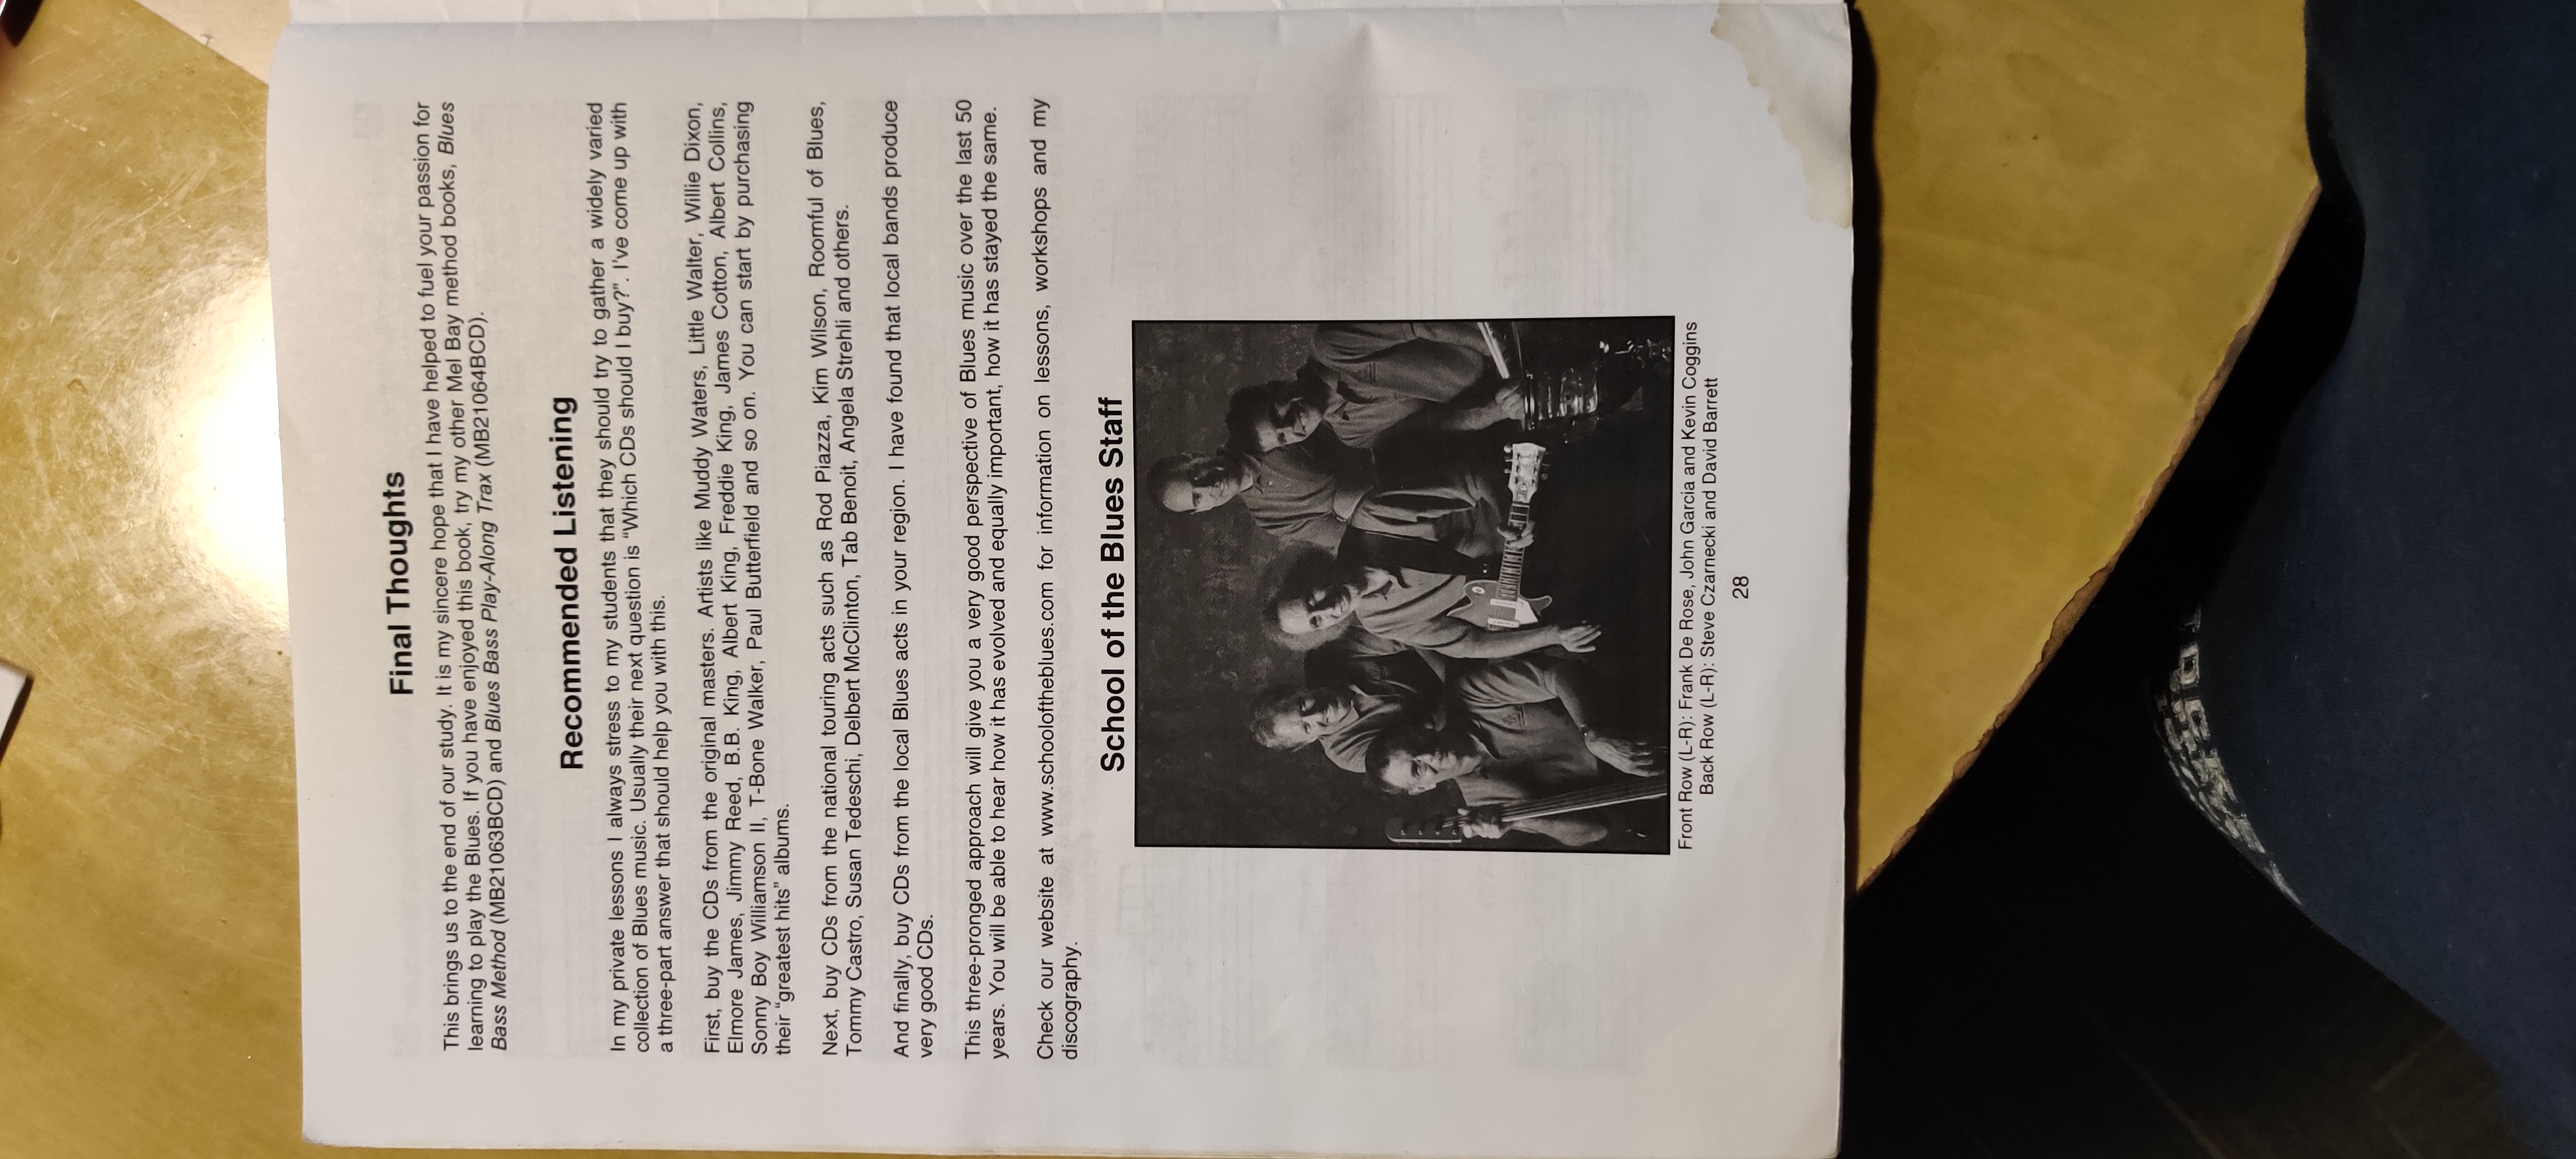 Final Thoughts
This brings us to the end of our study. It is my sincere hope that I have helped to fuel your passion for
learning to play the Blues. If you have enjoyed this book, try my other Mel Bay method books, Blues
Bass Method (MB21063BCD) and Blues Bass Play-Along Trax (MB21064BCD).
Recommended Listening
In my private lessons I always stress to my students that they should try to gather a widely varied
collection of Blues music. Usually their next question is "Which CDs should I buy?". I've come up with
a three-part answer that should help you with this.
First, buy the CDs from the original masters. Artists like Muddy Waters, Little Walter, Willie Dixon,
Elmore James, Jimmy Reed, B.B. King, Albert King, Freddie King, James Cotton, Albert Collins,
Sonny Boy Williamson II, T-Bone Walker, Paul Butterfield and so on. You can start by purchasing
their "greatest hits" albums.
Next, buy CDs from the national touring acts such as Rod Piazza, Kim Wilson, Roomful of Blues,
Tommy Castro, Susan Tedeschi, Delbert McClinton, Tab Benoit, Angela Strehli and others.
And finally, buy CDs from the local Blues acts in your region. I have found that local bands produce
very good CDs.
This three-pronged approach will give you a very good perspective of Blues music over the last 50
years. You will be able to hear how it has evolved and equally important, how it has stayed the same.
Check our website at www.schooloftheblues.com for information on lessons, workshops and my
discography.
School of the Blues Staff
Front Row (L-R): Frank De Rose, John Garcia and Kevin Coggins
Back Row (L-R): Steve Czarnecki and David Barrett
28